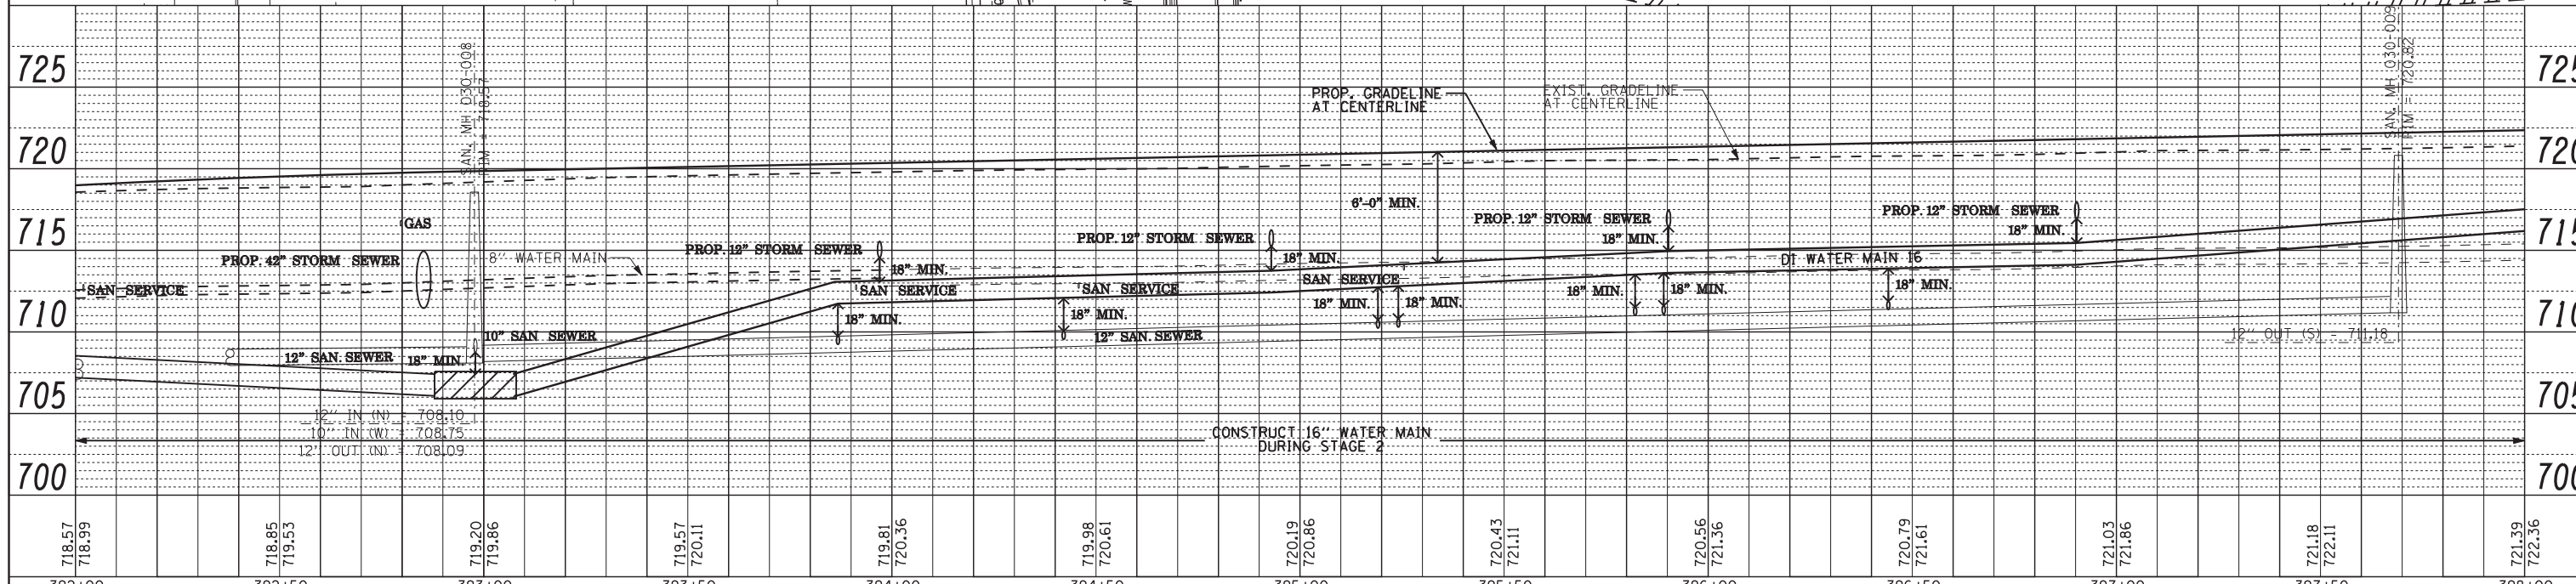 725
720
715
710
705
700
725
720
715
710
705
700
SAN. MH 030-008
SAN. MH 030-009
RIM = 720.82
PROP. GRADELINE
AT CENTERLINE
EXIST. GRADELINE
AT CENTERLINE
GAS
PROP. 42" STORM SEWER
8" WATER MAIN
PROP. 12" STORM SEWER
18" MIN.
PROP. 12" STORM SEWER
18" MIN.
6'-0" MIN.
PROP. 12" STORM SEWER
18" MIN.
PROP. 12" STORM SEWER
18" MIN.
DI WATER MAIN 16
SAN SERVICE
SAN SERVICE
SAN SERVICE
SAN SERVICE
18" MIN.
18" MIN.
18" MIN.
18" MIN.
18" MIN.
18" MIN.
18" MIN.
10" SAN SEWER
12" SAN. SEWER
18" MIN.
12" SAN. SEWER
12" OUT (S) = 711.18
12" IN (N) = 708.10
10" IN (W) = 708.75
12" OUT (N) = 708.09
CONSTRUCT 16" WATER MAIN
DURING STAGE 2
718.57
718.99
718.85
719.53
719.20
719.86
719.57
720.11
719.81
720.36
719.98
720.61
720.19
720.86
720.43
721.11
720.56
721.36
720.79
721.61
721.03
721.86
721.18
722.11
721.39
722.36